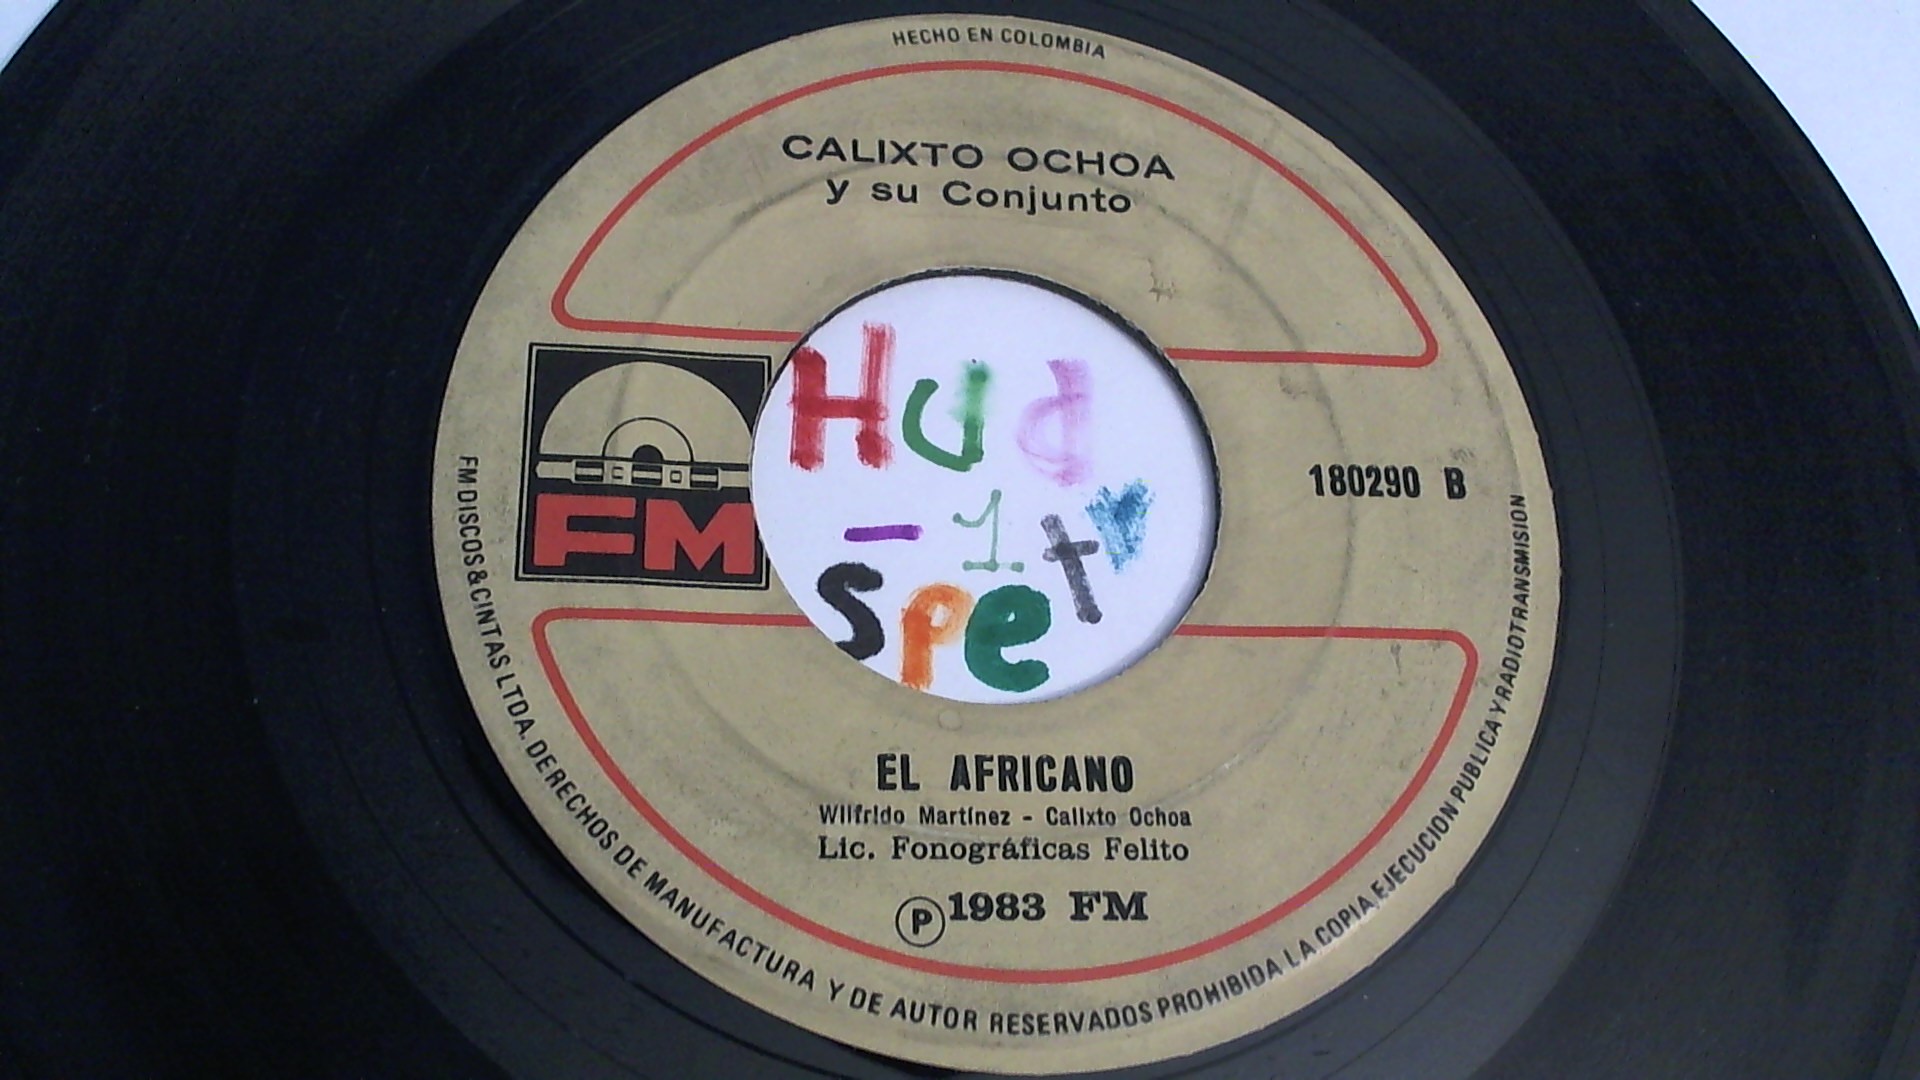 HECHO EN COLOMBIA
CALIXTO OCHOA
y su Conjunto
Hud
- 1
spety
FM
180290 B
EL AFRICANO
Wilfrido Martínez - Calixto Ochoa
Lic. Fonográficas Felito
Ⓟ 1983 FM
FM DISCOS & CINTAS LTDA. DERECHOS DE MANUFACTURA Y DE AUTOR RESERVADOS PROHIBIDA LA COPIA, EJECUCION PUBLICA Y RADIOTRANSMISION